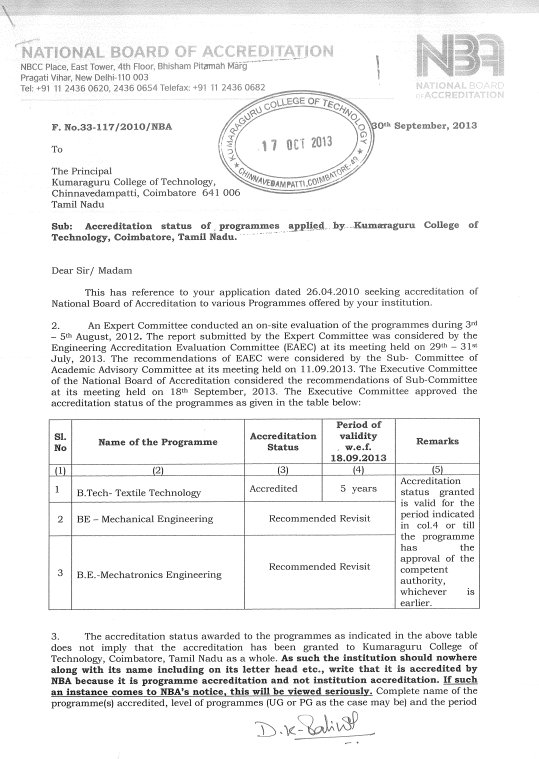 NATIONAL BOARD OF ACCREDITATION
NBCC Place, East Tower, 4th Floor, Bhisham Pitamah Marg
Pragati Vihar, New Delhi-110 003
Tel: +91 11 2436 0620, 2436 0654 Telefax: +91 11 2436 0682
NBA
NATIONAL BOARD
OF ACCREDITATION
F. No.33-117/2010/NBA
KUMARAGURU COLLEGE OF TECHNOLOGY
17 OCT 2013
CHINNAVEDAMPATTI, COIMBATORE-49
30th September, 2013
To
The Principal
Kumaraguru College of Technology,
Chinnavedampatti, Coimbatore 641 006
Tamil Nadu
Sub: Accreditation status of programmes applied by Kumaraguru College of
Technology, Coimbatore, Tamil Nadu.
Dear Sir/ Madam
This has reference to your application dated 26.04.2010 seeking accreditation of
National Board of Accreditation to various Programmes offered by your institution.
2. An Expert Committee conducted an on-site evaluation of the programmes during 3rd
– 5th August, 2012. The report submitted by the Expert Committee was considered by the
Engineering Accreditation Evaluation Committee (EAEC) at its meeting held on 29th – 31st
July, 2013. The recommendations of EAEC were considered by the Sub- Committee of
Academic Advisory Committee at its meeting held on 11.09.2013. The Executive Committee
of the National Board of Accreditation considered the recommendations of Sub-Committee
at its meeting held on 18th September, 2013. The Executive Committee approved the
accreditation status of the programmes as given in the table below:
Sl. No
Name of the Programme
Accreditation Status
Period of validity w.e.f. 18.09.2013
Remarks
(1) (2) (3) (4) (5)
1 B.Tech- Textile Technology Accredited 5 years
2 BE – Mechanical Engineering Recommended Revisit
3 B.E.-Mechatronics Engineering Recommended Revisit
Accreditation
status granted
is valid for the
period indicated
in col.4 or till
the programme
has the
approval of the
competent
authority,
whichever is
earlier.
3. The accreditation status awarded to the programmes as indicated in the above table
does not imply that the accreditation has been granted to Kumaraguru College of
Technology, Coimbatore, Tamil Nadu as a whole. As such the institution should nowhere
along with its name including on its letter head etc., write that it is accredited by
NBA because it is programme accreditation and not institution accreditation. If such
an instance comes to NBA's notice, this will be viewed seriously. Complete name of the
programme(s) accredited, level of programmes (UG or PG as the case may be) and the period